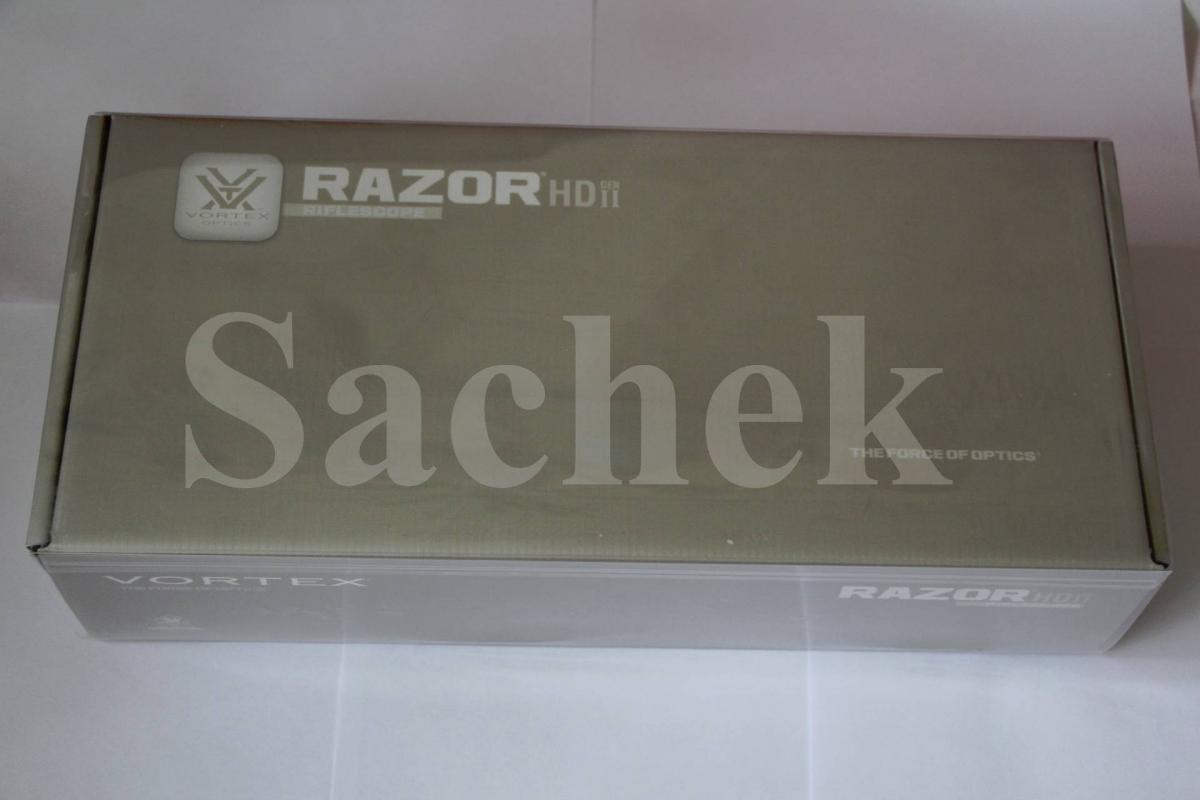 VORTEX
OPTICS
RAZOR HD GEN II
RIFLESCOPE
Sachek
THE FORCE OF OPTICS
VORTEX
THE FORCE OF OPTICS
RAZOR HD II